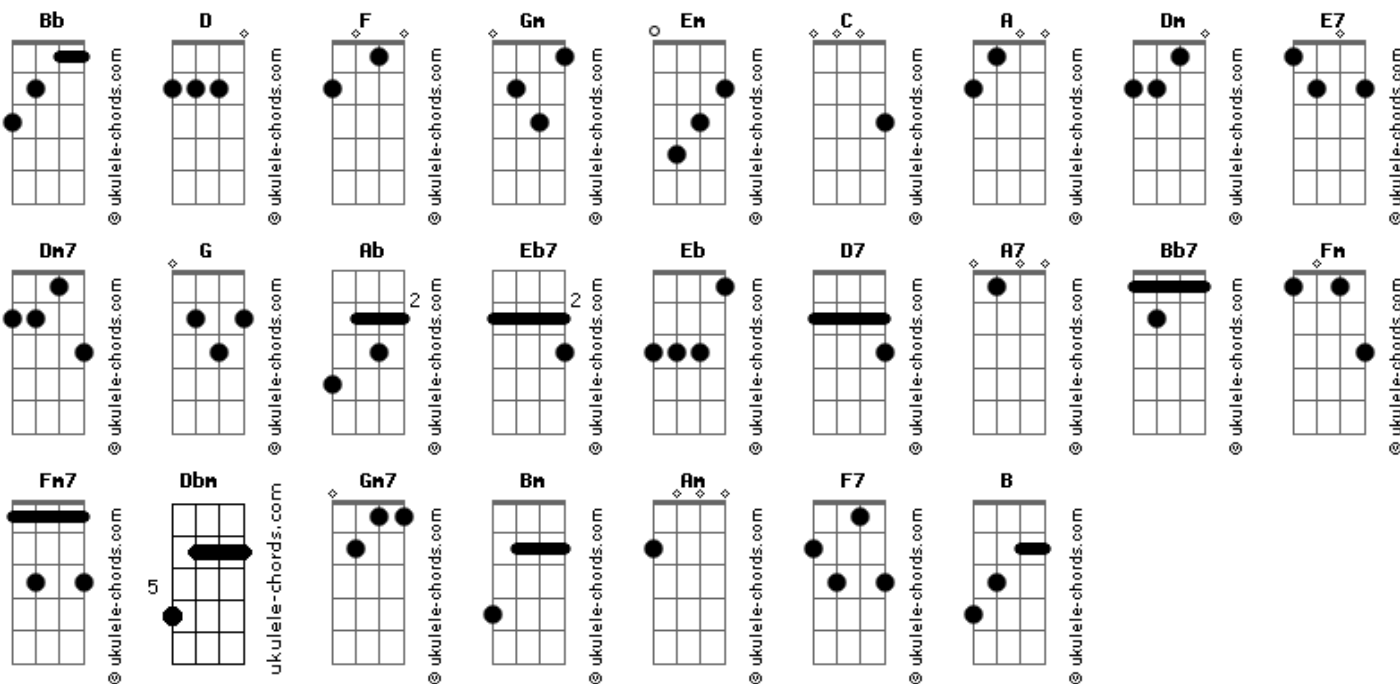 Bb D F Gm Em C A Dm E7
© ukulele-chords.com © ukulele-chords.com © ukulele-chords.com © ukulele-chords.com © ukulele-chords.com © ukulele-chords.com © ukulele-chords.com © ukulele-chords.com © ukulele-chords.com
Dm7 G Ab Eb7 Eb D7 A7 Bb7 Fm
2 2
© ukulele-chords.com © ukulele-chords.com © ukulele-chords.com © ukulele-chords.com © ukulele-chords.com © ukulele-chords.com © ukulele-chords.com © ukulele-chords.com © ukulele-chords.com
Fm7 Dbm Gm7 Bm Am F7 B
5
© ukulele-chords.com ukulele-chords.com © ukulele-chords.com © ukulele-chords.com © ukulele-chords.com © ukulele-chords.com © ukulele-chords.com